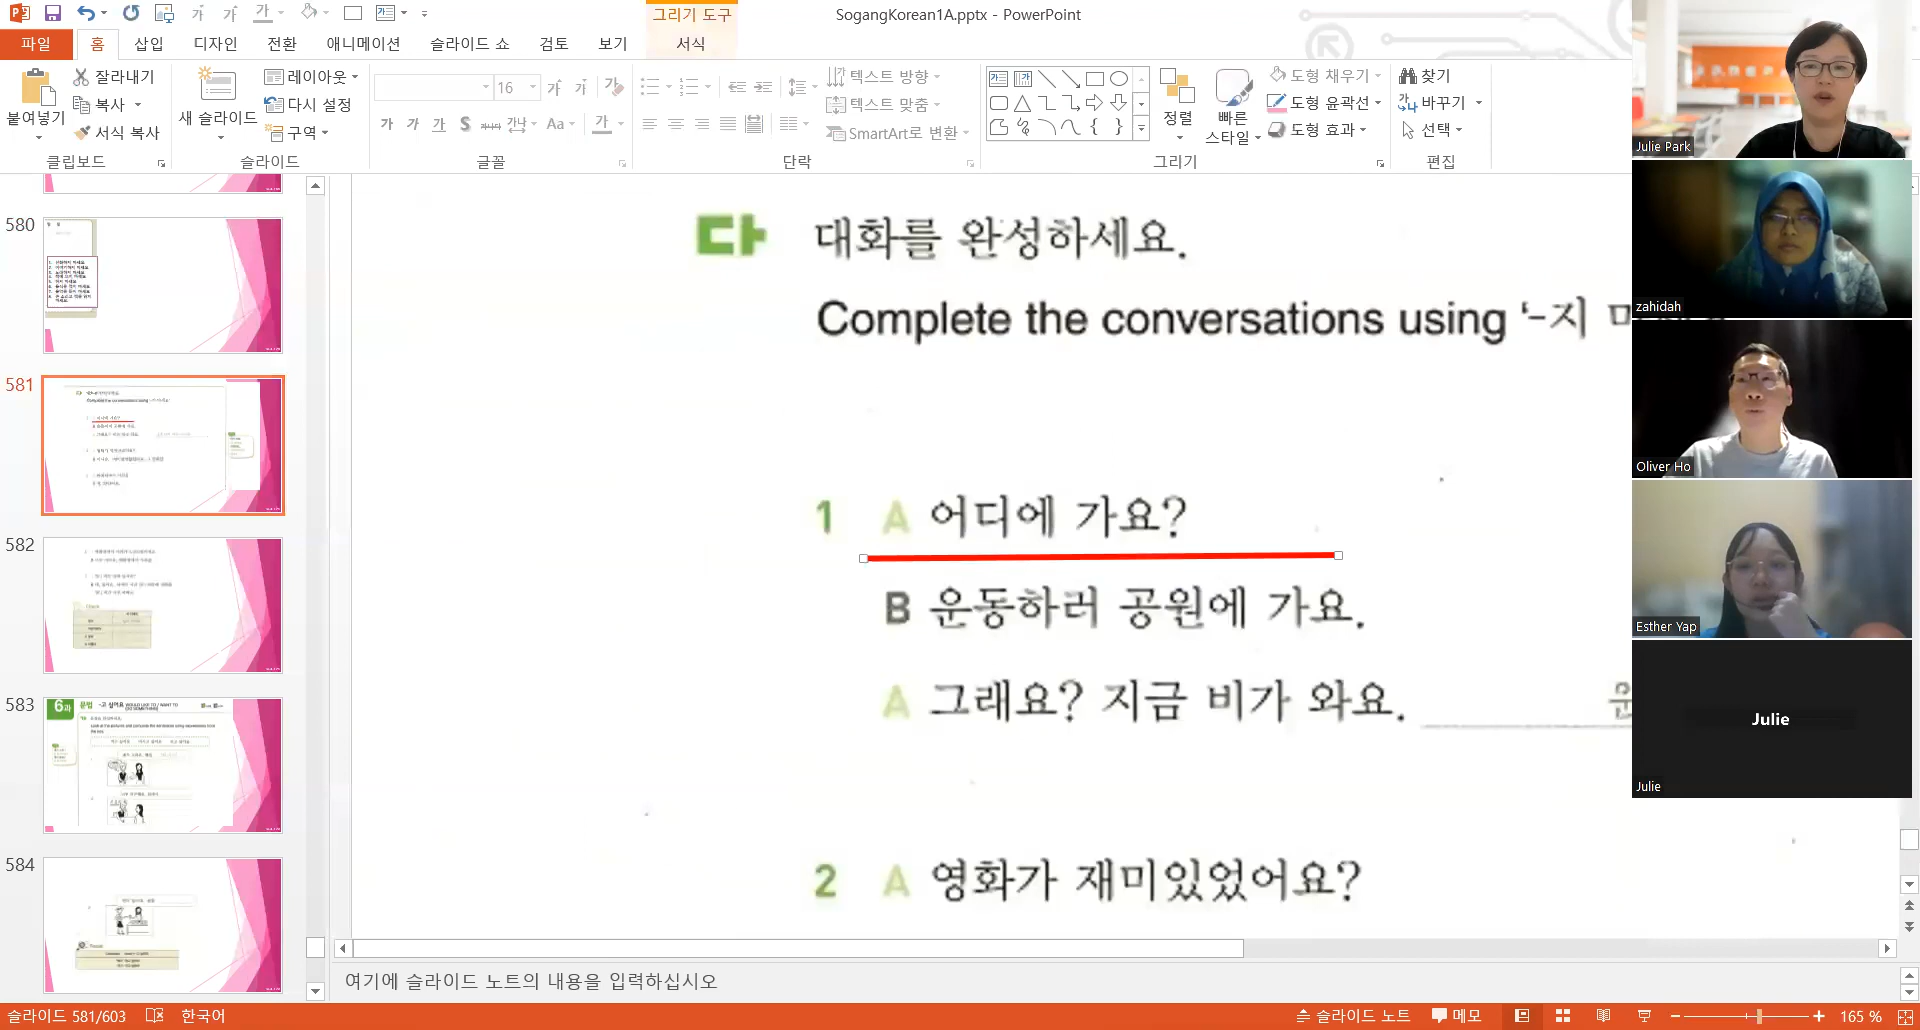 SogangKorean1A.pptx - PowerPoint
그리기 도구
파일
홈
삽입
디자인
전환
애니메이션
슬라이드 쇼
검토
보기
서식
붙여넣기
잘라내기
복사
서식 복사
클립보드
새 슬라이드
레이아웃
다시 설정
구역
슬라이드
16
글꼴
텍스트 방향
텍스트 맞춤
SmartArt로 변환
단락
정렬
빠른 스타일
도형 채우기
도형 윤곽선
도형 효과
그리기
찾기
바꾸기
선택
편집
580
581
582
583
584
6과 문법 -고 싶어요
다 대화를 완성하세요.
Complete the conversations using '-지
1 A 어디에 가요?
B 운동하러 공원에 가요.
A 그래요? 지금 비가 와요.
2 A 영화가 재미있었어요?
Julie Park
zahidah
Oliver Ho
Esther Yap
Julie
Julie
여기에 슬라이드 노트의 내용을 입력하십시오
슬라이드 581/603
한국어
슬라이드 노트
메모
165 %